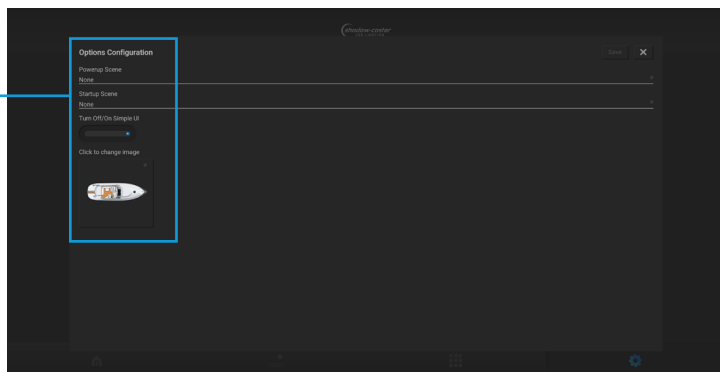 shadow-caster
Options Configuration
Save
Powerup Scene
None
Startup Scene
None
Turn Off/On Simple UI
Click to change image